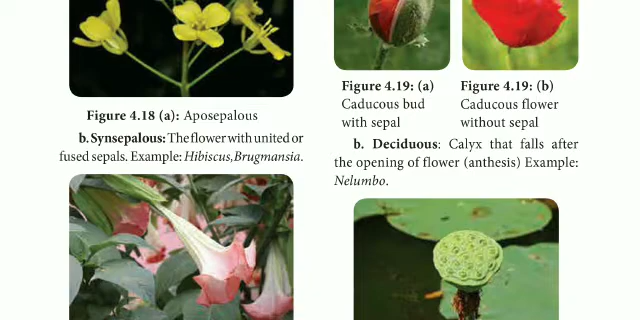 Figure 4.18 (a): Aposepalous
b. Synsepalous: The flower with united or
fused sepals. Example: Hibiscus,Brugmansia.
Figure 4.19: (a)
Caducous bud
with sepal
Figure 4.19: (b)
Caducous flower
without sepal
b. Deciduous: Calyx that falls after
the opening of flower (anthesis) Example:
Nelumbo.